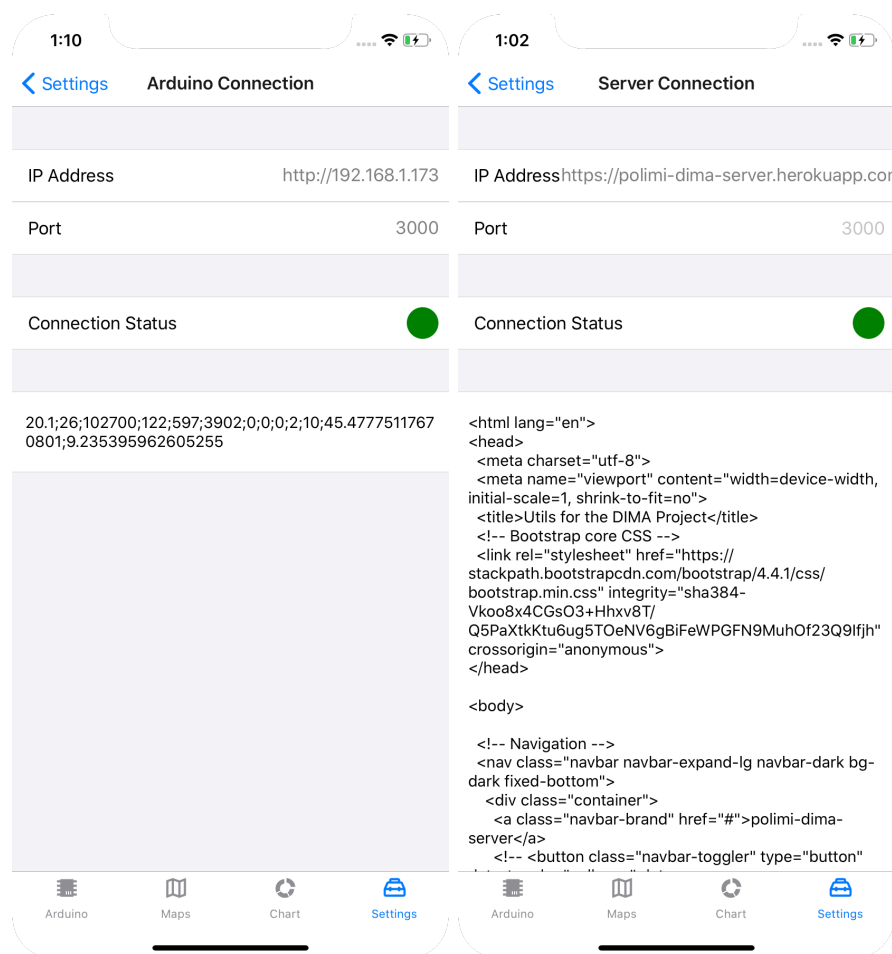 1:10
Settings
Arduino Connection
IP Address
http://192.168.1.173
Port
3000
Connection Status
20.1;26;102700;122;597;3902;0;0;0;2;10;45.4777511767
0801;9.235395962605255
Arduino
Maps
Chart
Settings
1:02
Settings
Server Connection
IP Address
https://polimi-dima-server.herokuapp.com
Port
3000
Connection Status
<html lang="en">
<head>
<meta charset="utf-8">
<meta name="viewport" content="width=device-width,
initial-scale=1, shrink-to-fit=no">
<title>Utils for the DIMA Project</title>
<!-- Bootstrap core CSS -->
<link rel="stylesheet" href="https://
stackpath.bootstrapcdn.com/bootstrap/4.4.1/css/
bootstrap.min.css" integrity="sha384-
Vkoo8x4CGsO3+Hhxv8T/
Q5PaXtkKtu6ug5TOeNV6gBiFeWPGFN9MuhOf23Q9Ifjh"
crossorigin="anonymous">
</head>
<body>
<!-- Navigation -->
<nav class="navbar navbar-expand-lg navbar-dark bg-
dark fixed-bottom">
<div class="container">
<a class="navbar-brand" href="#">polimi-dima-
server</a>
<!-- <button class="navbar-toggler" type="button"
Arduino
Maps
Chart
Settings